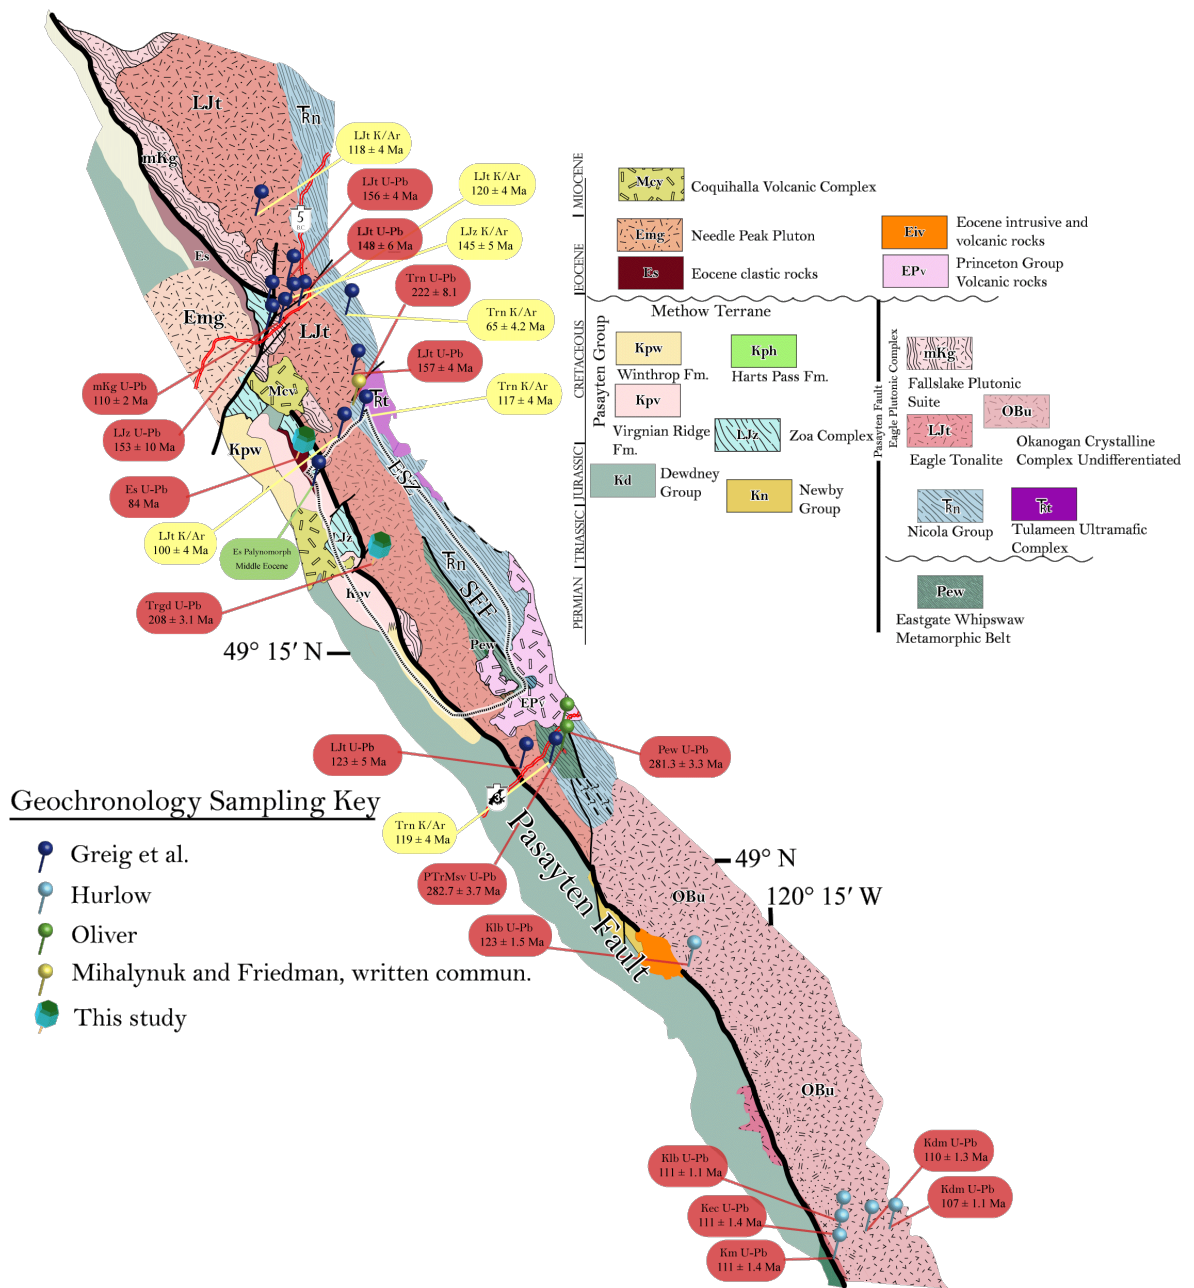 LJt
Ŧn
mKg
LJt K/Ar
118 ± 4 Ma
LJt U-Pb
156 ± 4 Ma
LJt K/Ar
120 ± 4 Ma
5
B.C
LJt U-Pb
148 ± 6 Ma
LJz K/Ar
145 ± 5 Ma
Es
Trn U-Pb
222 ± 8.1
Emg
LJt
Trn K/Ar
65 ± 4.2 Ma
LJt U-Pb
157 ± 4 Ma
mKg U-Pb
110 ± 2 Ma
Mcv
Trn K/Ar
117 ± 4 Ma
Ŧt
LJz U-Pb
153 ± 10 Ma
Kpw
ESZ
Es U-Pb
84 Ma
LJt K/Ar
100 ± 4 Ma
Es Palynomorph
Middle Eocene
LJz
Ŧn
SFF
Kpv
Trgd U-Pb
208 ± 3.1 Ma
49° 15' N
Pew
EPv
LJt U-Pb
123 ± 5 Ma
Pew U-Pb
281.3 ± 3.3 Ma
3
Trn K/Ar
119 ± 4 Ma
PTrMsv U-Pb
282.7 ± 3.7 Ma
Pasayten Fault
49° N
120° 15' W
OBu
Klb U-Pb
123 ± 1.5 Ma
OBu
Klb U-Pb
111 ± 1.1 Ma
Kdm U-Pb
110 ± 1.3 Ma
Kdm U-Pb
107 ± 1.1 Ma
Kec U-Pb
111 ± 1.4 Ma
Km U-Pb
111 ± 1.4 Ma
Geochronology Sampling Key
Greig et al.
Hurlow
Oliver
Mihalynuk and Friedman, written commun.
This study
MIOCENE
EOCENE
CRETACEOUS
JURASSIC
TRIASSIC
PERMIAN
Mcv
Coquihalla Volcanic Complex
Emg
Needle Peak Pluton
Eiv
Eocene intrusive and
volcanic rocks
Es
Eocene clastic rocks
EPv
Princeton Group
Volcanic rocks
Methow Terrane
Pasayten Group
Kpw
Winthrop Fm.
Kph
Harts Pass Fm.
Kpv
Virgnian Ridge
Fm.
LJz
Zoa Complex
Kd
Dewdney
Group
Kn
Newby
Group
Pasayten Fault
Eagle Plutonic Complex
mKg
Fallslake Plutonic
Suite
OBu
Okanogan Crystalline
Complex Undifferentiated
LJt
Eagle Tonalite
Ŧn
Nicola Group
Ŧt
Tulameen Ultramafic
Complex
Pew
Eastgate Whipswaw
Metamorphic Belt